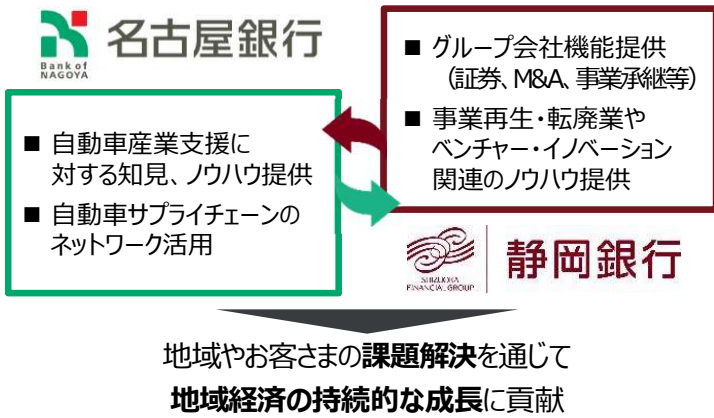 Bank of
NAGOYA
名古屋銀行
■ 自動車産業支援に
対する知見、ノウハウ提供
■ 自動車サプライチェーンの
ネットワーク活用
■ グループ会社機能提供
（証券、M&A、事業承継等）
■ 事業再生・転廃業や
ベンチャー・イノベーション
関連のノウハウ提供
SHIZUOKA
FINANCIAL GROUP
静岡銀行
地域やお客さまの課題解決を通じて
地域経済の持続的な成長に貢献